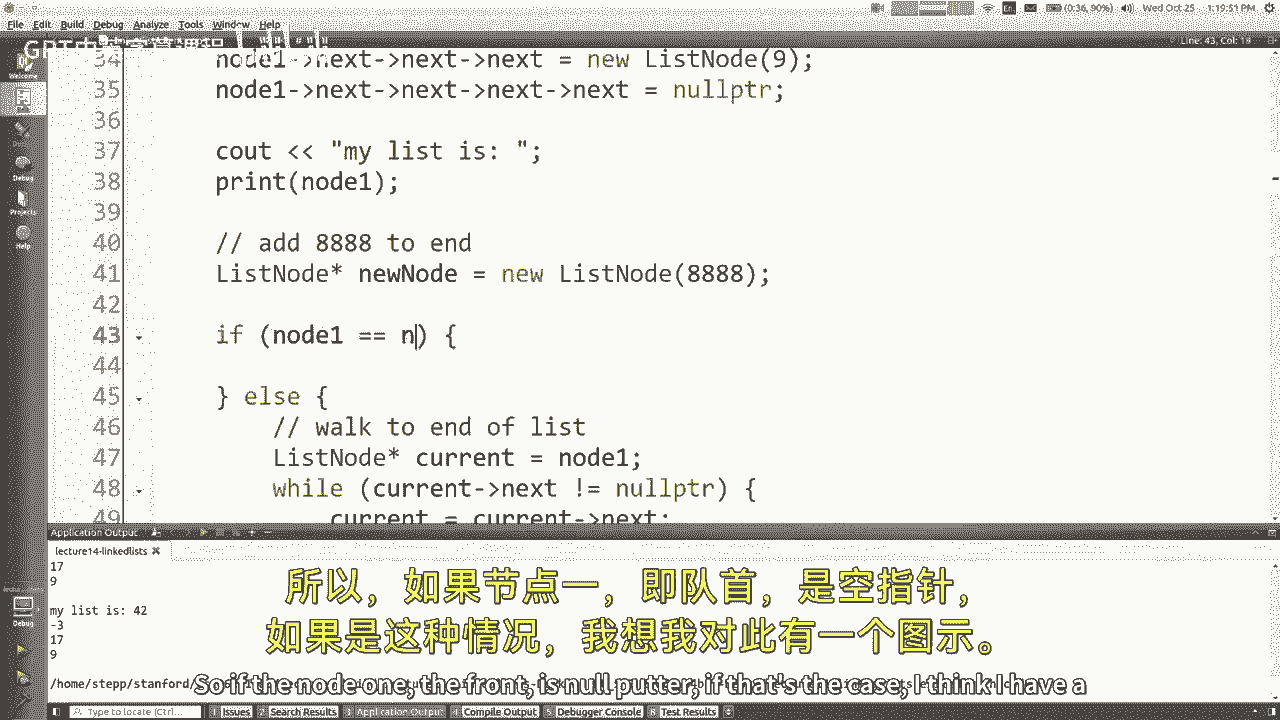 File Edit Build Debug Analyze Tools Window Help
En
(0:36, 90%)
Wed Oct 25 1:19:51 PM
Line: 43, Col: 19
Welcome
34 node1->next->next->next = new ListNode(9);
35 node1->next->next->next->next = nullptr;
36
37 cout << "my list is: ";
38 print(node1);
39
40 // add 8888 to end
41 ListNode* newNode = new ListNode(8888);
42
43 if (node1 == n) {
44
45 } else {
46 // walk to end of list
47 ListNode* current = node1;
48 while (current->next != nullptr) {
49 current = current->next;
Debug
Projects
Help
Application Output
lecture14-linkedlists
17
9
my list is: 42
-3
17
9
/home/stepp/stanford/
Debug
所以，如果节点一，即队首，是空指针，
如果是这种情况，我想我对此有一个图示。
So if the node one, the front, is null putter, if that's the case, I think I have a
Type to locate (Ctrl...
1 Issues
2 Search Results
3 Application Output
4 Compile Output
5 Debugger Console
8 Test Results